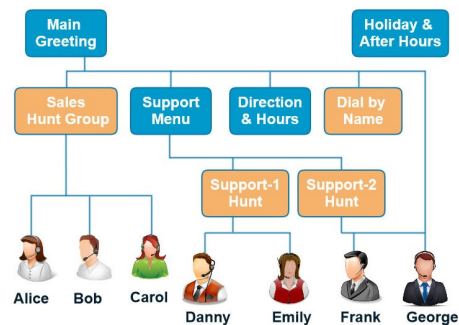 Main
Greeting
Holiday &
After Hours
Sales
Hunt Group
Support
Menu
Direction
& Hours
Dial by
Name
Support-1
Hunt
Support-2
Hunt
Alice
Bob
Carol
Danny
Emily
Frank
George